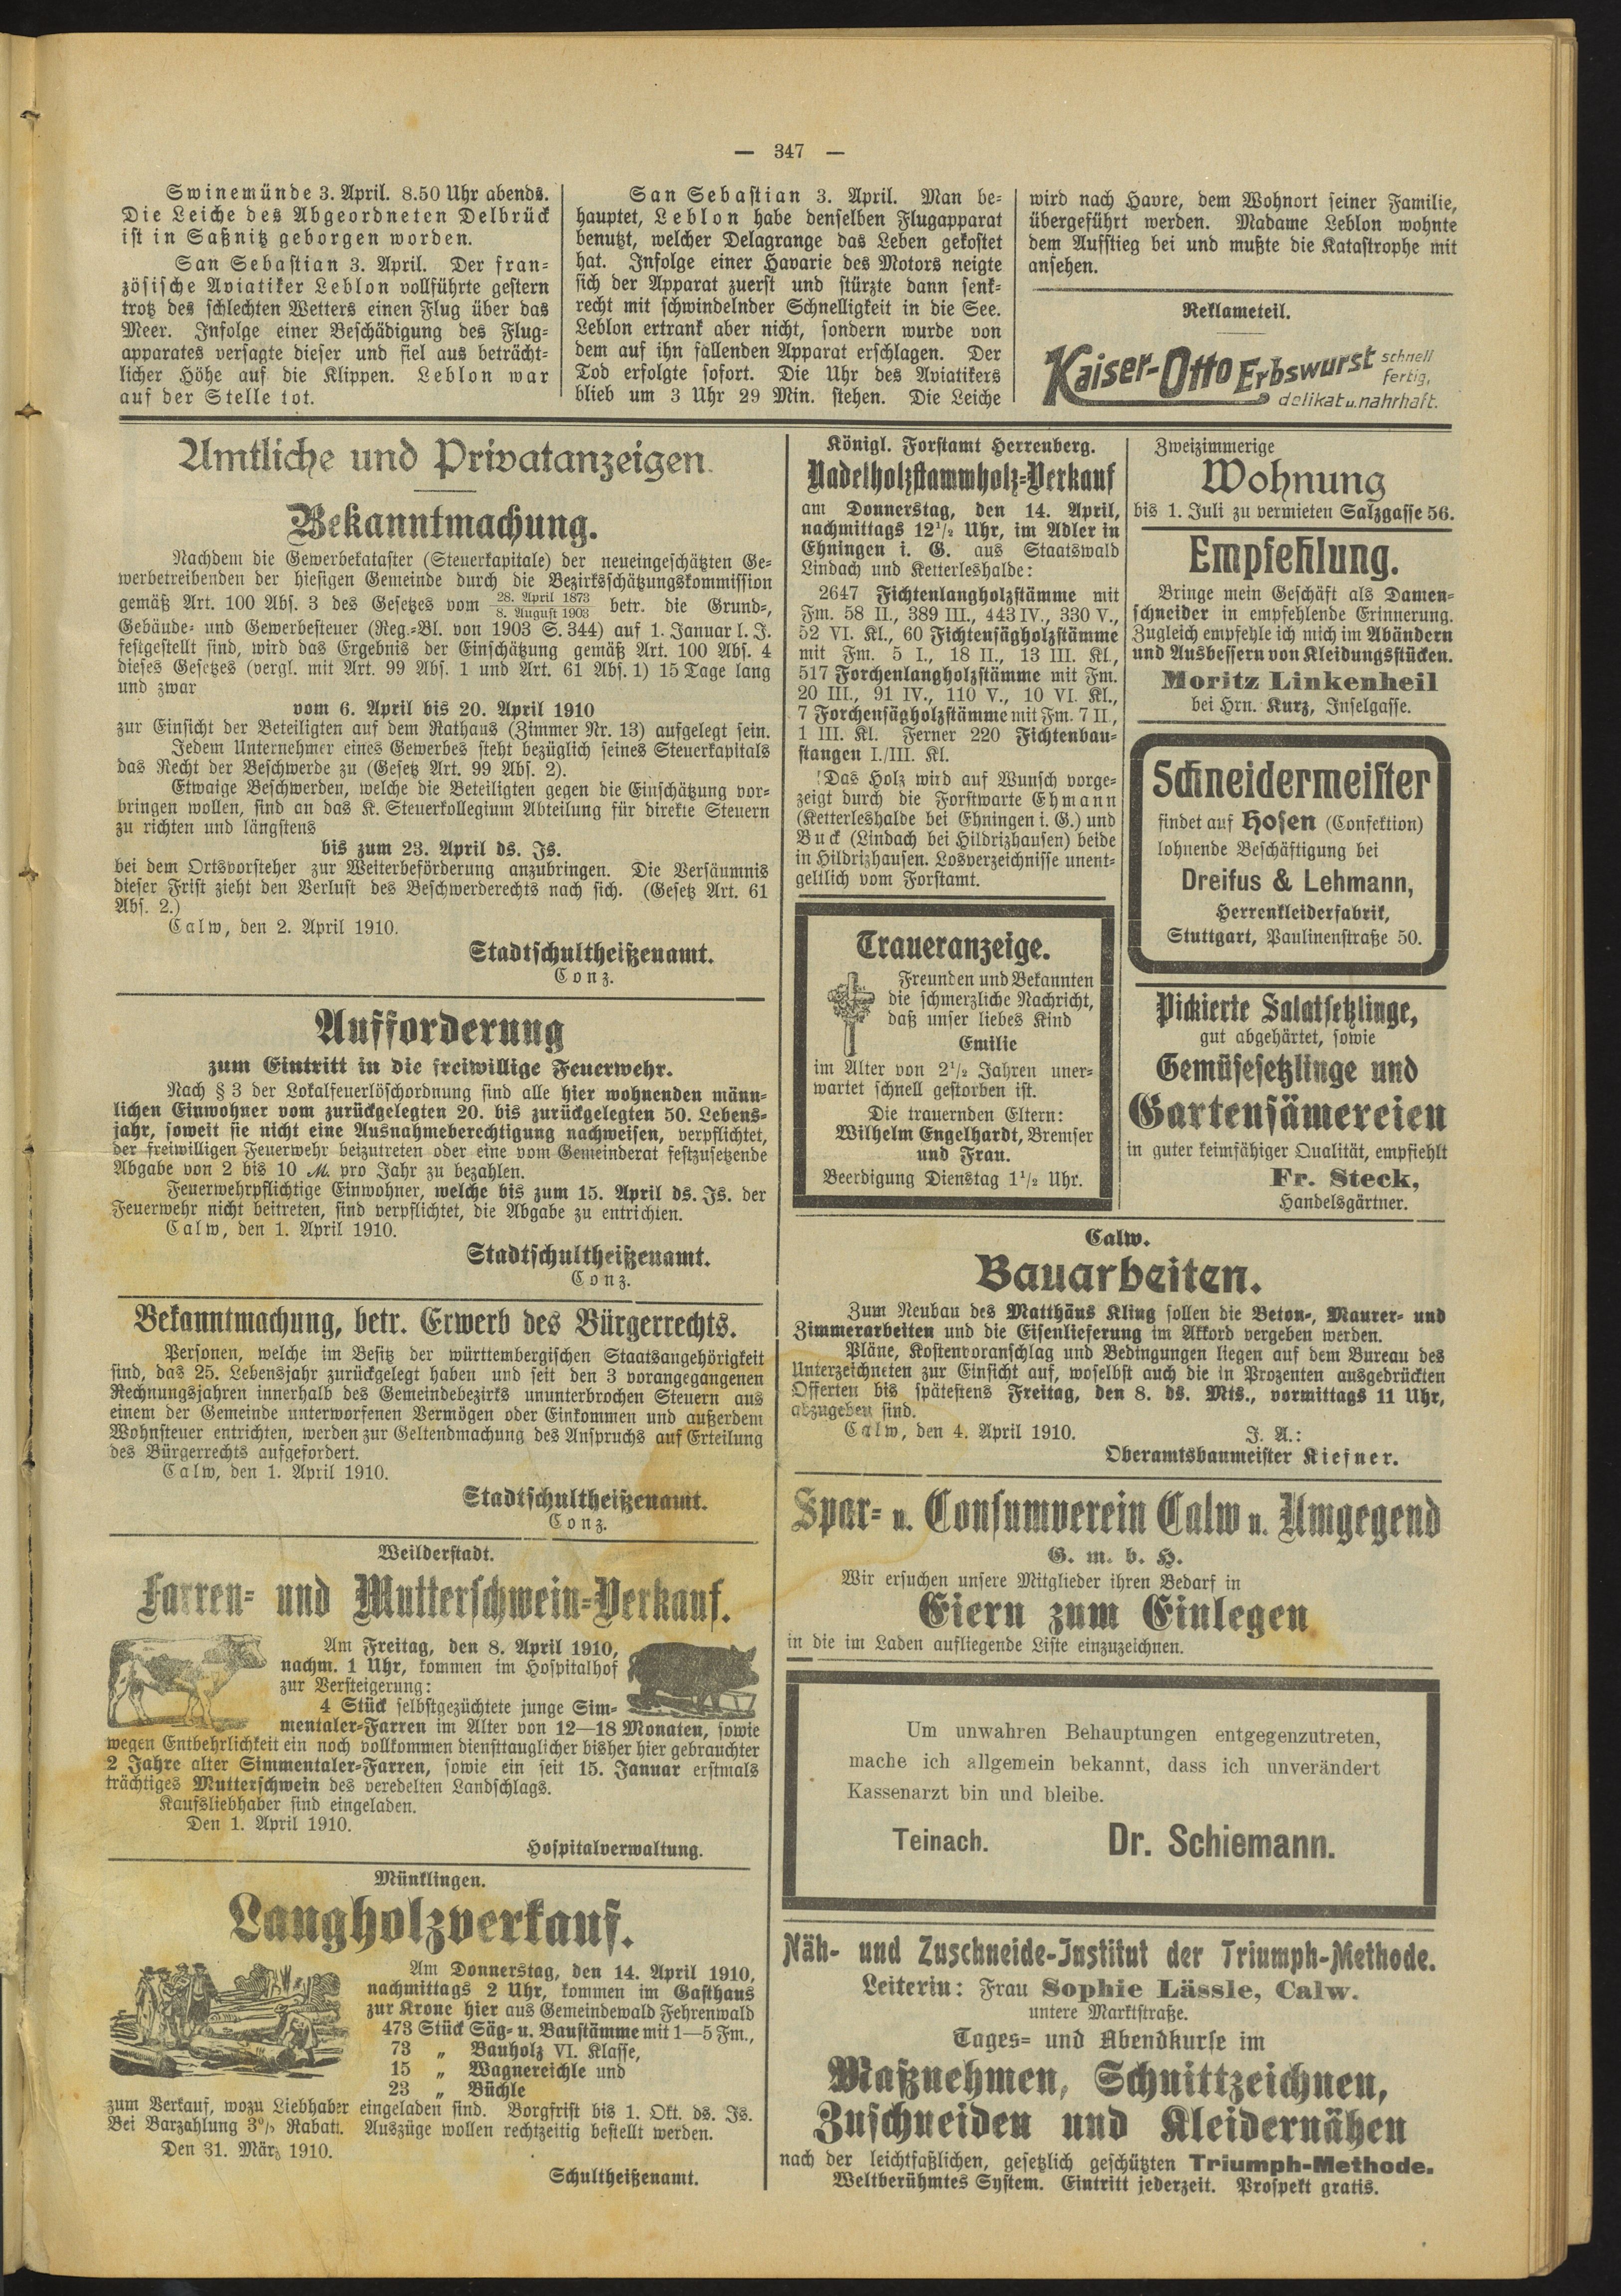 — 347 —
Swinemünde 3. April. 8.50 Uhr abends.
Die Leiche des Abgeordneten Delbrück
ist in Saßnitz geborgen worden.
San Sebastian 3. April. Der fran-
zösische Aviatiker Leblon vollführte gestern
trotz des schlechten Wetters einen Flug über das
Meer. Infolge einer Beschädigung des Flug-
apparates versagte dieser und fiel aus beträcht-
licher Höhe auf die Klippen. Leblon war
auf der Stelle tot.
San Sebastian 3. April. Man be-
hauptet, Leblon habe denselben Flugapparat
benutzt, welcher Delagrange das Leben gekostet
hat. Infolge einer Havarie des Motors neigte
sich der Apparat zuerst und stürzte dann senk-
recht mit schwindelnder Schnelligkeit in die See.
Leblon ertrank aber nicht, sondern wurde von
dem auf ihn fallenden Apparat erschlagen. Der
Tod erfolgte sofort. Die Uhr des Aviatikers
blieb um 3 Uhr 29 Min. stehen. Die Leiche
wird nach Havre, dem Wohnort seiner Familie,
übergeführt werden. Madame Leblon wohnte
dem Aufstieg bei und mußte die Katastrophe mit
ansehen.
Reklameteil.
Kaiser-Otto Erbswurst schnell
fertig,
delikat u. nahrhaft.
Amtliche und Privatanzeigen.
Bekanntmachung.
Nachdem die Gewerbekataster (Steuerkapitale) der neueingeschätzten Ge-
werbetreibenden der hiesigen Gemeinde durch die Bezirksschätzungskommission
gemäß Art. 100 Abs. 3 des Gesetzes vom 28. April 1873 / 8. August 1903 betr. die Grund-,
Gebäude- und Gewerbesteuer (Reg.-Bl. von 1903 S. 344) auf 1. Januar l. J.
festgestellt sind, wird das Ergebnis der Einschätzung gemäß Art. 100 Abs. 4
dieses Gesetzes (vergl. mit Art. 99 Abs. 1 und Art. 61 Abs. 1) 15 Tage lang
und zwar
vom 6. April bis 20. April 1910
zur Einsicht der Beteiligten auf dem Rathaus (Zimmer Nr. 13) aufgelegt sein.
Jedem Unternehmer eines Gewerbes steht bezüglich seines Steuerkapitals
das Recht der Beschwerde zu (Gesetz Art. 99 Abs. 2).
Etwaige Beschwerden, welche die Beteiligten gegen die Einschätzung vor-
bringen wollen, sind an das K. Steuerkollegium Abteilung für direkte Steuern
zu richten und längstens
bis zum 23. April ds. Js.
bei dem Ortsvorsteher zur Weiterbeförderung anzubringen. Die Versäumnis
dieser Frist zieht den Verlust des Beschwerderechts nach sich. (Gesetz Art. 61
Abs. 2.)
Calw, den 2. April 1910.
Stadtschultheißenamt.
Conz.
Aufforderung
zum Eintritt in die freiwillige Feuerwehr.
Nach § 3 der Lokalfeuerlöschordnung sind alle hier wohnenden männ-
lichen Einwohner vom zurückgelegten 20. bis zurückgelegten 50. Lebens-
jahr, soweit sie nicht eine Ausnahmeberechtigung nachweisen, verpflichtet,
der freiwilligen Feuerwehr beizutreten oder eine vom Gemeinderat festzusetzende
Abgabe von 2 bis 10 M. pro Jahr zu bezahlen.
Feuerwehrpflichtige Einwohner, welche bis zum 15. April ds. Js. der
Feuerwehr nicht beitreten, sind verpflichtet, die Abgabe zu entrichten.
Calw, den 1. April 1910.
Stadtschultheißenamt.
Conz.
Bekanntmachung, betr. Erwerb des Bürgerrechts.
Personen, welche im Besitz der württembergischen Staatsangehörigkeit
sind, das 25. Lebensjahr zurückgelegt haben und seit den 3 vorangegangenen
Rechnungsjahren innerhalb des Gemeindebezirks ununterbrochen Steuern aus
einem der Gemeinde unterworfenen Vermögen oder Einkommen und außerdem
Wohnsteuer entrichten, werden zur Geltendmachung des Anspruchs auf Erteilung
des Bürgerrechts aufgefordert.
Calw, den 1. April 1910.
Stadtschultheißenamt.
Conz.
Weilderstadt.
Farren- und Mutterschwein-Verkauf.
Am Freitag, den 8. April 1910,
nachm. 1 Uhr, kommen im Hospitalhof
zur Versteigerung:
4 Stück selbstgezüchtete junge Sim-
mentaler-Farren im Alter von 12—18 Monaten, sowie
wegen Entbehrlichkeit ein noch vollkommen diensttauglicher bisher hier gebrauchter
2 Jahre alter Simmentaler-Farren, sowie ein seit 15. Januar erstmals
trächtiges Mutterschwein des veredelten Landschlags.
Kaufsliebhaber sind eingeladen.
Den 1. April 1910.
Hospitalverwaltung.
Münklingen.
Langholzverkauf.
Am Donnerstag, den 14. April 1910,
nachmittags 2 Uhr, kommen im Gasthaus
zur Krone hier aus Gemeindewald Fehrenwald
473 Stück Säg- u. Baustämme mit 1—5 Fm.,
73 „ Bauholz VI. Klasse,
15 „ Wagnereichle und
23 „ Büchle
zum Verkauf, wozu Liebhaber eingeladen sind. Borgfrist bis 1. Okt. ds. Js.
Bei Barzahlung 3% Rabatt. Auszüge wollen rechtzeitig bestellt werden.
Den 31. März 1910.
Schultheißenamt.
Königl. Forstamt Herrenberg.
Nadelholzstammholz-Verkauf
am Donnerstag, den 14. April,
nachmittags 12½ Uhr, im Adler in
Ehningen i. G. aus Staatswald
Lindach und Ketterleshalde:
2647 Fichtenlangholzstämme mit
Fm. 58 II., 389 III., 443 IV., 330 V.,
52 VI. Kl., 60 Fichtensägholzstämme
mit Fm. 5 I., 18 II., 13 III. Kl.,
517 Forchenlangholzstämme mit Fm.
20 III., 91 IV., 110 V., 10 VI. Kl.,
7 Forchensägholzstämme mit Fm. 7 II,
1 III. Kl. Ferner 220 Fichtenbau-
stangen I./III. Kl.
Das Holz wird auf Wunsch vorge-
zeigt durch die Forstwarte Ehmann
(Ketterleshalde bei Ehningen i. G.) und
Buck (Lindach bei Hildrizhausen) beide
in Hildrizhausen. Losverzeichnisse unent-
geltlich vom Forstamt.
Traueranzeige.
Freunden und Bekannten
die schmerzliche Nachricht,
daß unser liebes Kind
Emilie
im Alter von 2½ Jahren uner-
wartet schnell gestorben ist.
Die trauernden Eltern:
Wilhelm Engelhardt, Bremser
und Frau.
Beerdigung Dienstag 1½ Uhr.
Zweizimmerige
Wohnung
bis 1. Juli zu vermieten Salzgasse 56.
Empfehlung.
Bringe mein Geschäft als Damen-
schneider in empfehlende Erinnerung.
Zugleich empfehle ich mich im Abändern
und Ausbessern von Kleidungsstücken.
Moritz Linkenheil
bei Hrn. Kurz, Inselgasse.
Schneidermeister
findet auf Hosen (Confektion)
lohnende Beschäftigung bei
Dreifus & Lehmann,
Herrenkleiderfabrik,
Stuttgart, Paulinenstraße 50.
Pickierte Salatsetzlinge,
gut abgehärtet, sowie
Gemüsesetzlinge und
Gartensämereien
in guter keimfähiger Qualität, empfiehlt
Fr. Steck,
Handelsgärtner.
Calw.
Bauarbeiten.
Zum Neubau des Matthäus Kling sollen die Beton-, Maurer- und
Zimmerarbeiten und die Eisenlieferung im Akkord vergeben werden.
Pläne, Kostenvoranschlag und Bedingungen liegen auf dem Bureau des
Unterzeichneten zur Einsicht auf, woselbst auch die in Prozenten ausgedrückten
Offerten bis spätestens Freitag, den 8. ds. Mts., vormittags 11 Uhr,
abzugeben sind.
Calw, den 4. April 1910.
J. A.:
Oberamtsbaumeister Kiefner.
Spar- u. Consumverein Calw u. Umgegend
G. m. b. H.
Wir ersuchen unsere Mitglieder ihren Bedarf in
Eiern zum Einlegen
in die im Laden aufliegende Liste einzuzeichnen.
Um unwahren Behauptungen entgegenzutreten,
mache ich allgemein bekannt, dass ich unverändert
Kassenarzt bin und bleibe.
Teinach. Dr. Schiemann.
Näh- und Zuschneide-Institut der Triumph-Methode.
Leiterin: Frau Sophie Lässle, Calw.
untere Marktstraße.
Tages- und Abendkurse im
Maßnehmen, Schnittzeichnen,
Zuschneiden und Kleidernähen
nach der leichtfaßlichen, gesetzlich geschützten Triumph-Methode.
Weltberühmtes System. Eintritt jederzeit. Prospekt gratis.